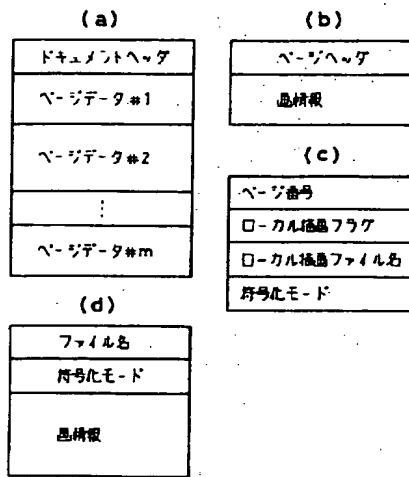 (a)
ドキュメントヘッダ
ページデータ#1
ページデータ#2
⋮
ページデータ#m
(b)
ページヘッダ
画情報
(c)
ページ番号
ローカル描画フラグ
ローカル描画ファイル名
符号化モード
(d)
ファイル名
符号化モード
画情報